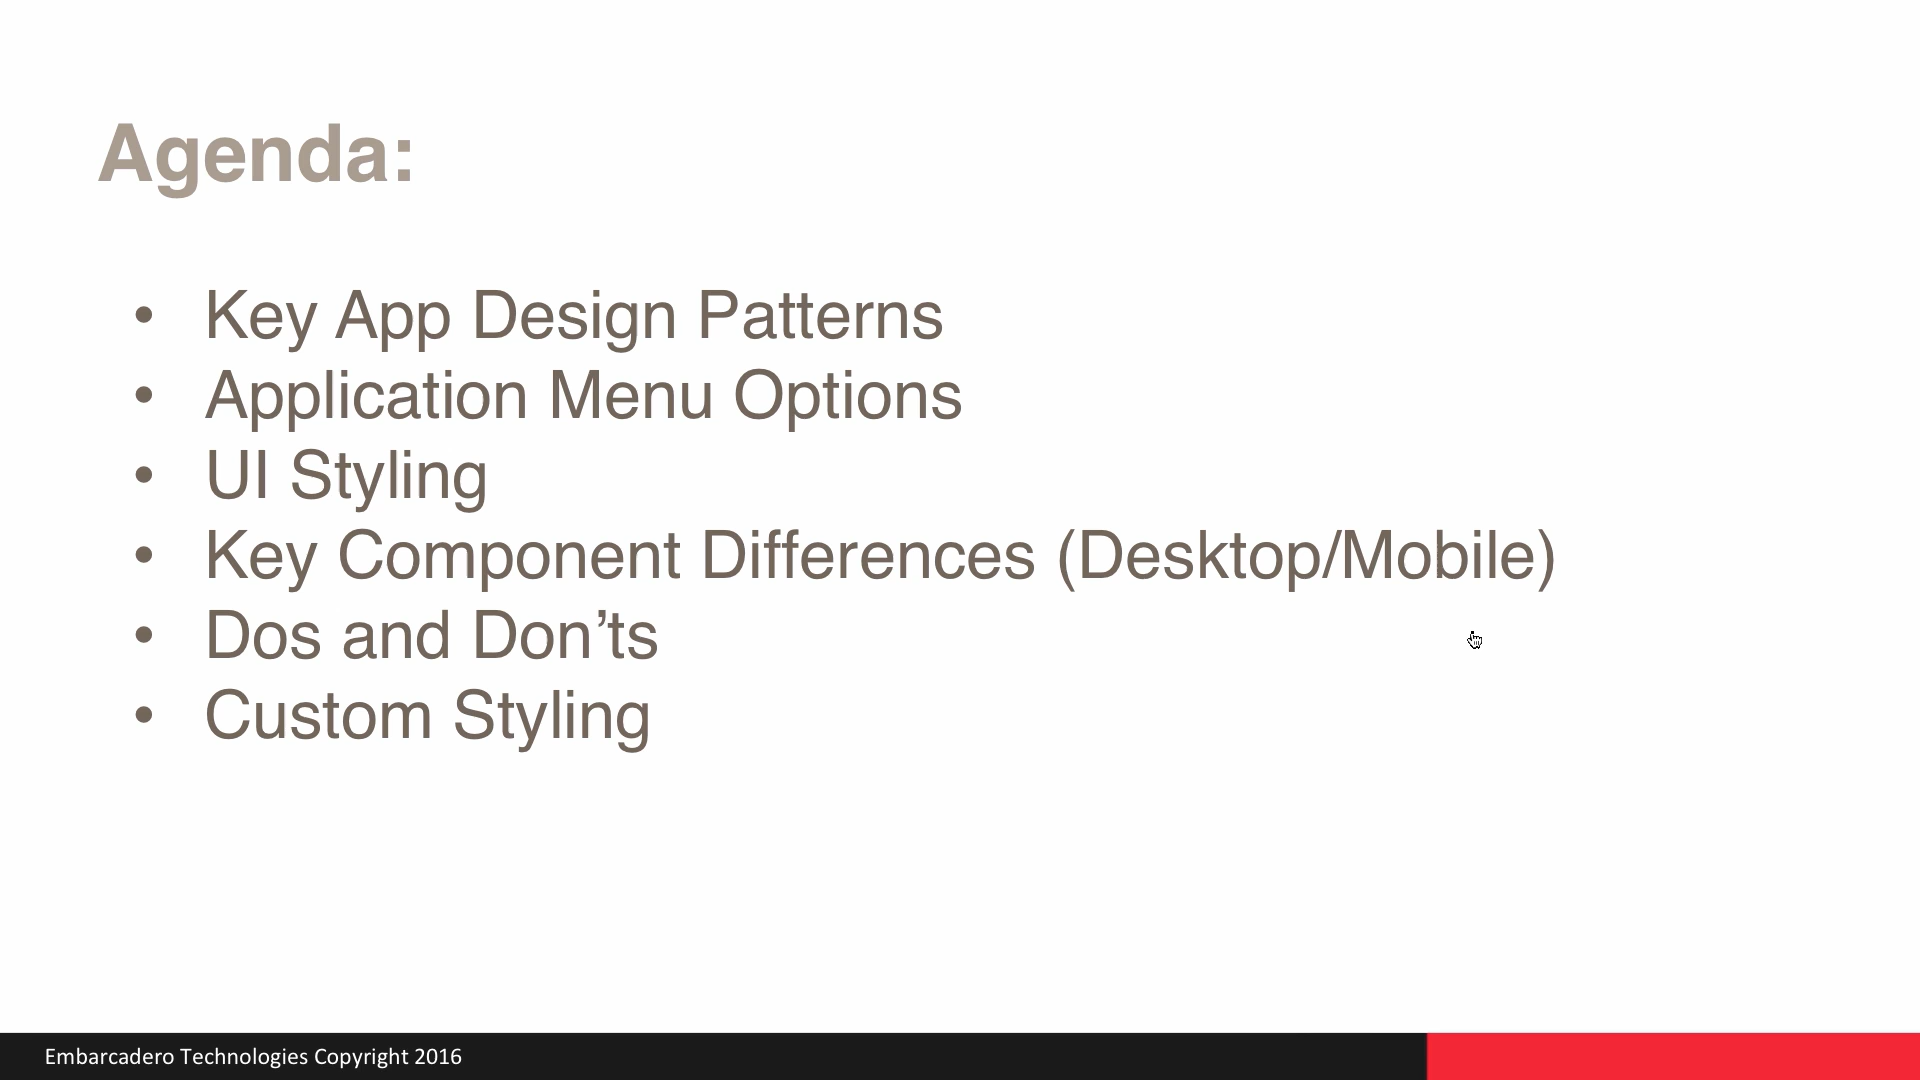 Agenda:
• Key App Design Patterns
• Application Menu Options
• UI Styling
• Key Component Differences (Desktop/Mobile)
• Dos and Don’ts
• Custom Styling
Embarcadero Technologies Copyright 2016